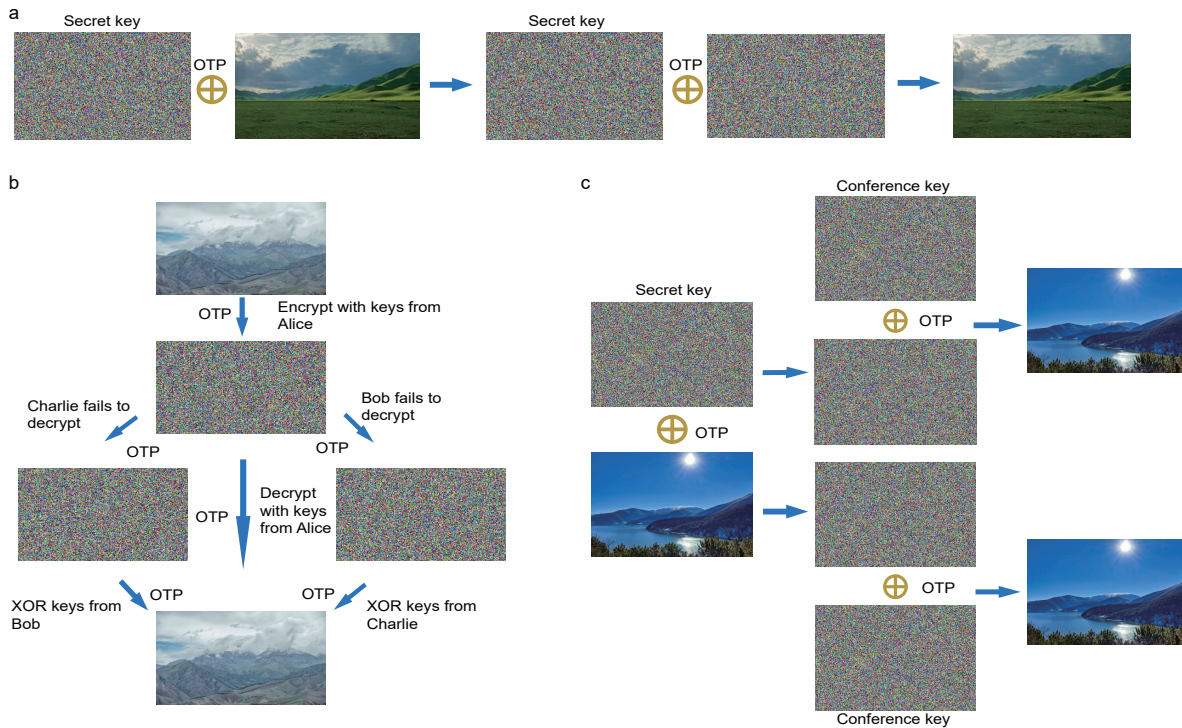 a
Secret key
OTP
Secret key
OTP
b
OTP
Encrypt with keys from
Alice
Charlie fails to
decrypt
OTP
Bob fails to
decrypt
OTP
OTP
Decrypt
with keys
from Alice
XOR keys from
Bob
OTP
OTP
XOR keys from
Charlie
c
Conference key
Secret key
OTP
OTP
OTP
Conference key